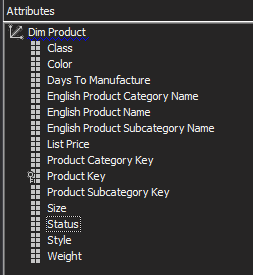 Attributes
Dim Product
Class
Color
Days To Manufacture
English Product Category Name
English Product Name
English Product Subcategory Name
List Price
Product Category Key
Product Key
Product Subcategory Key
Size
Status
Style
Weight